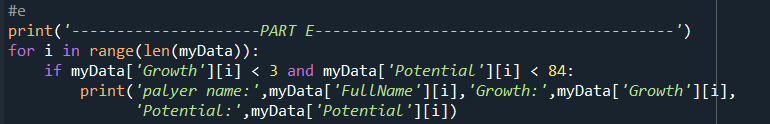 #e
print('---------------------PART E----------------------------------------')
for i in range(len(myData)):
    if myData['Growth'][i] < 3 and myData['Potential'][i] < 84:
        print('palyer name:',myData['FullName'][i],'Growth:',myData['Growth'][i],
              'Potential:',myData['Potential'][i])